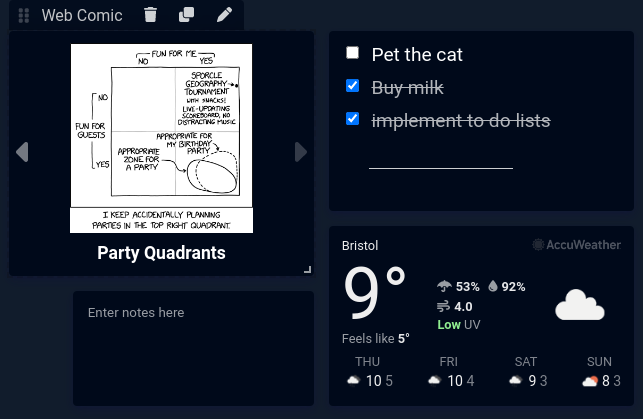 Web Comic
FUN FOR ME
NO YES
SPORCLE
GEOGRAPHY
TOURNAMENT
WITH SNACKS!
LIVE-UPDATING
SCOREBOARD, NO
DISTRACTING MUSIC
NO
FUN FOR
GUESTS
YES
APPROPRIATE FOR
MY BIRTHDAY
PARTY
APPROPRIATE
ZONE FOR
A PARTY
I KEEP ACCIDENTALLY PLANNING
PARTIES IN THE TOP RIGHT QUADRANT.
Party Quadrants
Enter notes here
Pet the cat
Buy milk
implement to do lists
Bristol
AccuWeather
9°
53% 92%
4.0
Low UV
Feels like 5°
THU FRI SAT SUN
10 5 10 4 9 3 8 3